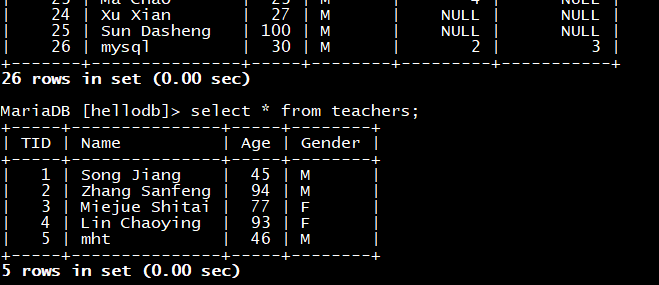 23 | Ma Chao | 23 | M | 4 | NULL |
| 24 | Xu Xian | 27 | M | NULL | NULL |
| 25 | Sun Dasheng | 100 | M | NULL | NULL |
| 26 | mysql | 30 | M | 2 | 3 |
+-------+---------------+-----+--------+---------+-----------+
26 rows in set (0.00 sec)
MariaDB [hellodb]> select * from teachers;
+-----+---------------+-----+--------+
| TID | Name | Age | Gender |
+-----+---------------+-----+--------+
| 1 | Song Jiang | 45 | M |
| 2 | Zhang Sanfeng | 94 | M |
| 3 | Miejue Shitai | 77 | F |
| 4 | Lin Chaoying | 93 | F |
| 5 | mht | 46 | M |
+-----+---------------+-----+--------+
5 rows in set (0.00 sec)